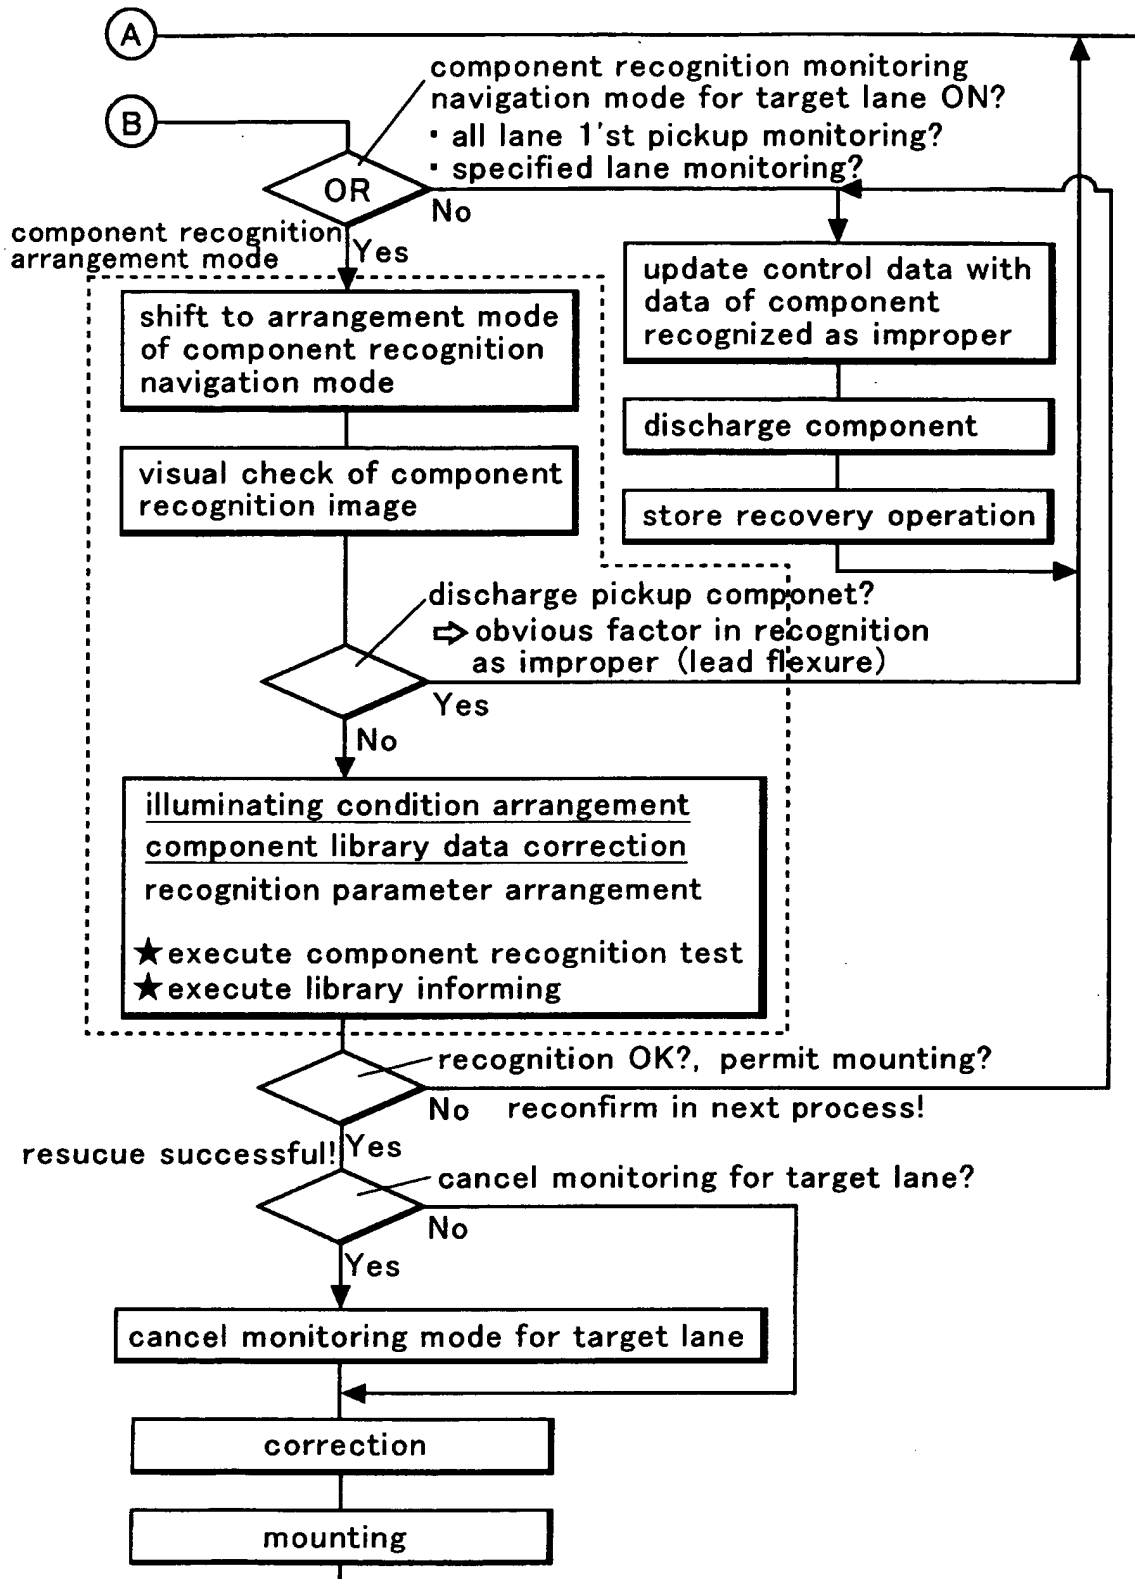 A
component recognition monitoring
navigation mode for target lane ON?
・all lane 1'st pickup monitoring?
・specified lane monitoring?
B
OR
No
component recognition
arrangement mode
Yes
shift to arrangement mode
of component recognition
navigation mode
update control data with
data of component
recognized as improper
discharge component
visual check of component
recognition image
store recovery operation
discharge pickup componet?
⇨ obvious factor in recognition
as improper (lead flexure)
Yes
No
illuminating condition arrangement
component library data correction
recognition parameter arrangement
★execute component recognition test
★execute library informing
recognition OK?, permit mounting?
No reconfirm in next process!
resucue successful!
Yes
cancel monitoring for target lane?
No
Yes
cancel monitoring mode for target lane
correction
mounting